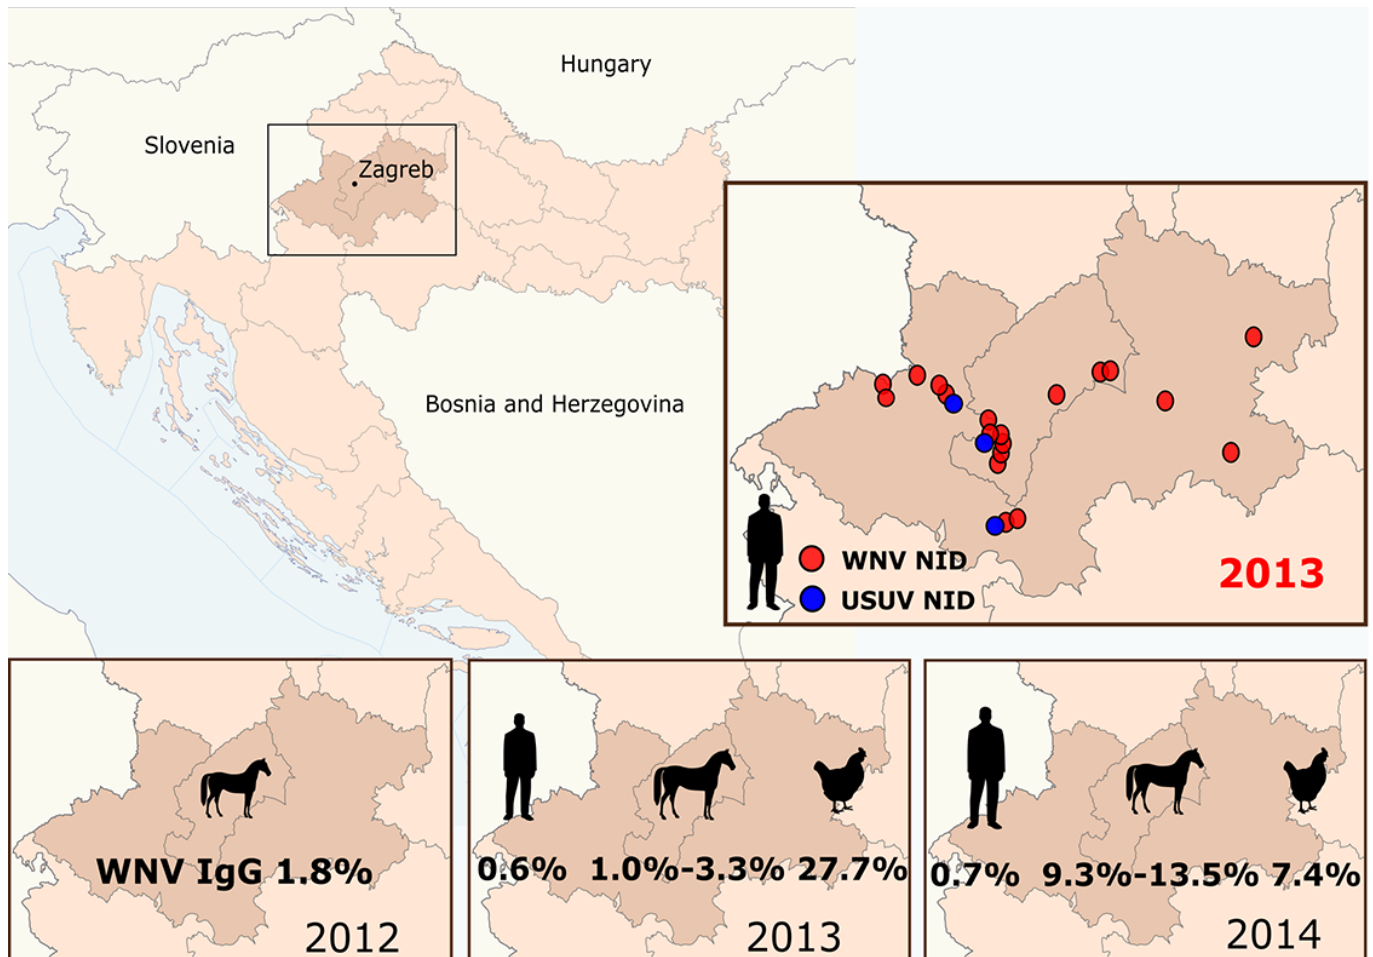 Hungary
Slovenia
Zagreb
Bosnia and Herzegovina
WNV NID
USUV NID
2013
WNV IgG 1.8%
2012
0.6% 1.0%-3.3% 27.7%
2013
0.7% 9.3%-13.5% 7.4%
2014